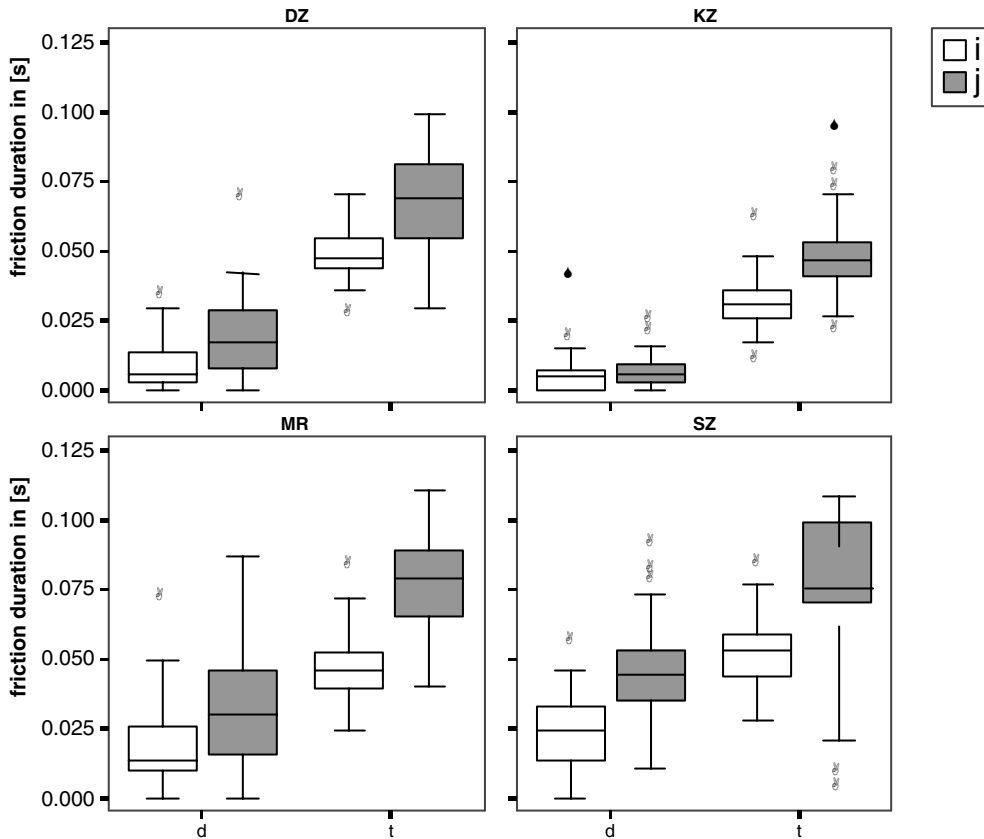 DZ
KZ
i
j
friction duration in [s]
0.125
0.100
0.075
0.050
0.025
0.000
MR
SZ
friction duration in [s]
0.125
0.100
0.075
0.050
0.025
0.000
d
t
d
t